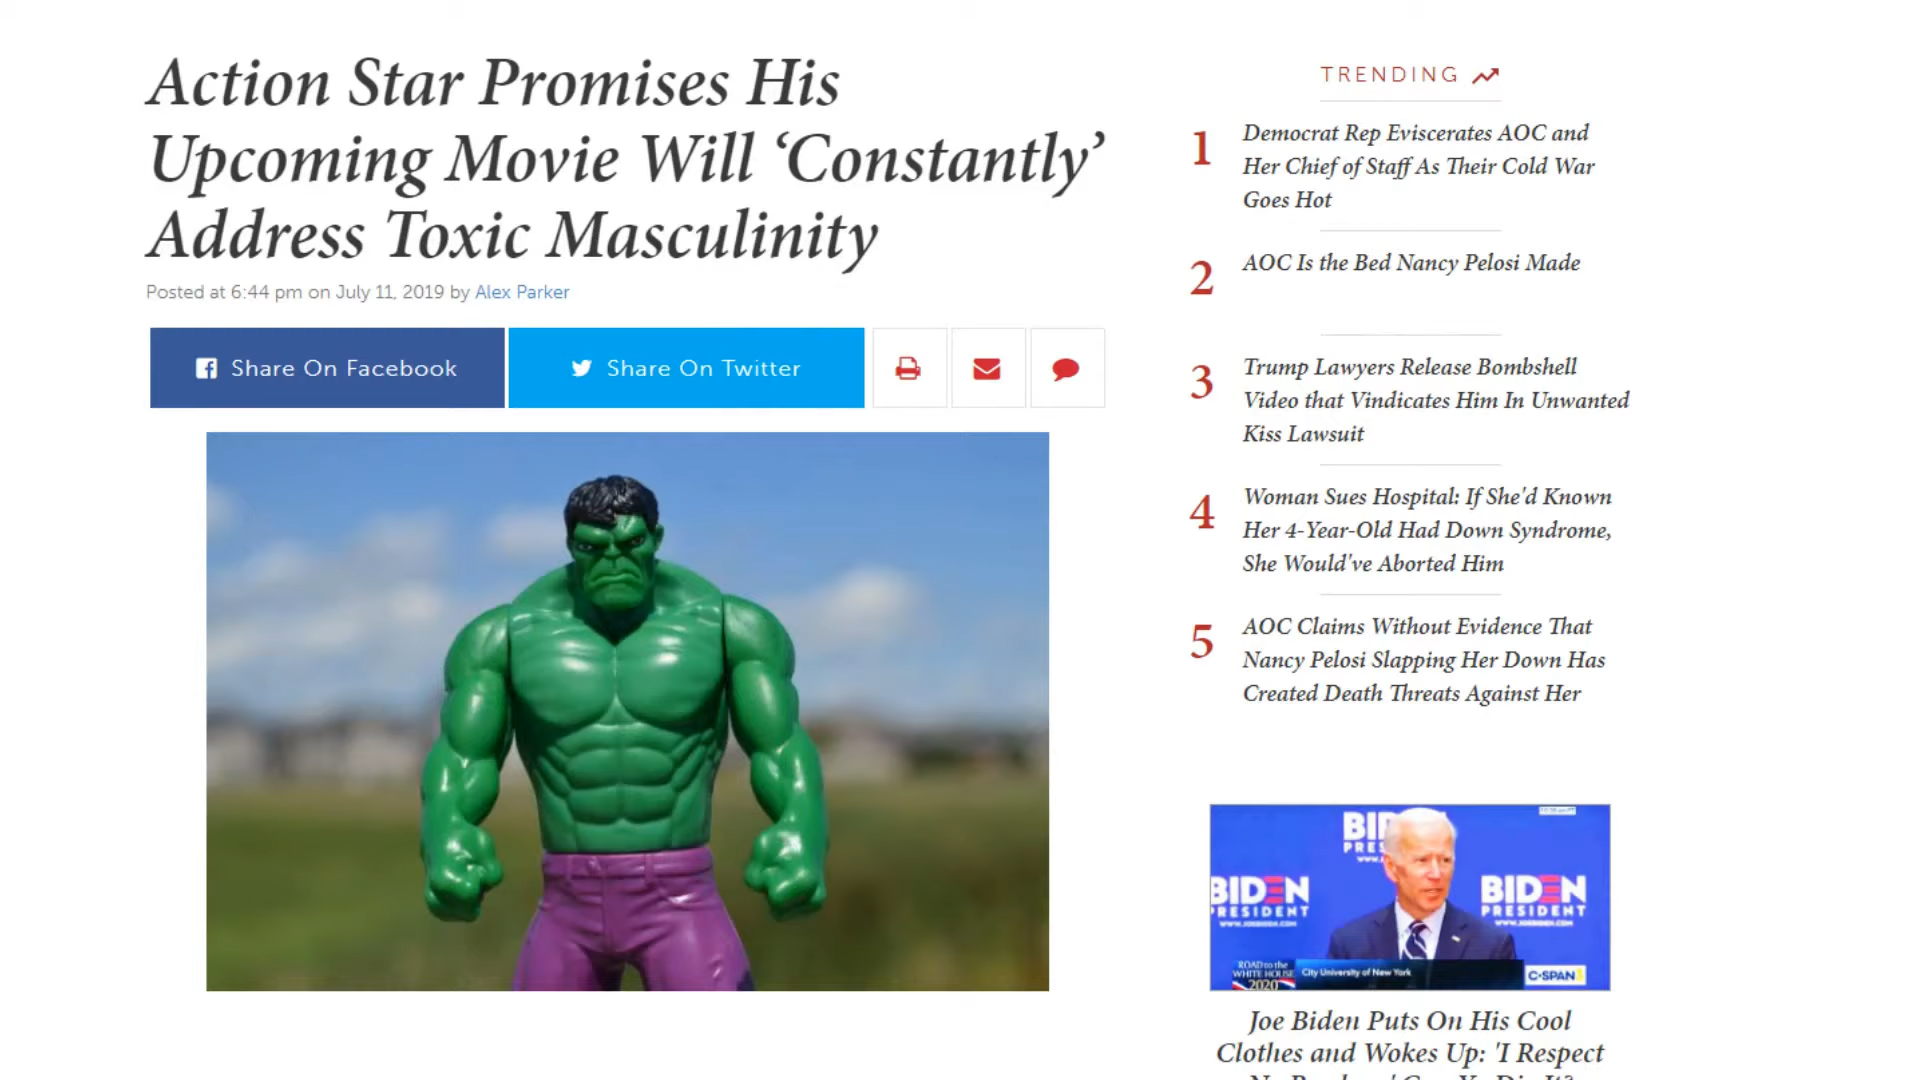 Action Star Promises His
Upcoming Movie Will ‘Constantly’
Address Toxic Masculinity
Posted at 6:44 pm on July 11, 2019 by Alex Parker
Share On Facebook
Share On Twitter
TRENDING
1
Democrat Rep Eviscerates AOC and
Her Chief of Staff As Their Cold War
Goes Hot
2
AOC Is the Bed Nancy Pelosi Made
3
Trump Lawyers Release Bombshell
Video that Vindicates Him In Unwanted
Kiss Lawsuit
4
Woman Sues Hospital: If She'd Known
Her 4-Year-Old Had Down Syndrome,
She Would've Aborted Him
5
AOC Claims Without Evidence That
Nancy Pelosi Slapping Her Down Has
Created Death Threats Against Her
BIDEN
PRESIDENT
WWW.JOEBIDEN.COM
BIDEN
PRESIDENT
WWW.JOEBIDEN.COM
ROAD to the
WHITE HOUSE
2020
City University of New York
C-SPAN
Joe Biden Puts On His Cool
Clothes and Wokes Up: 'I Respect